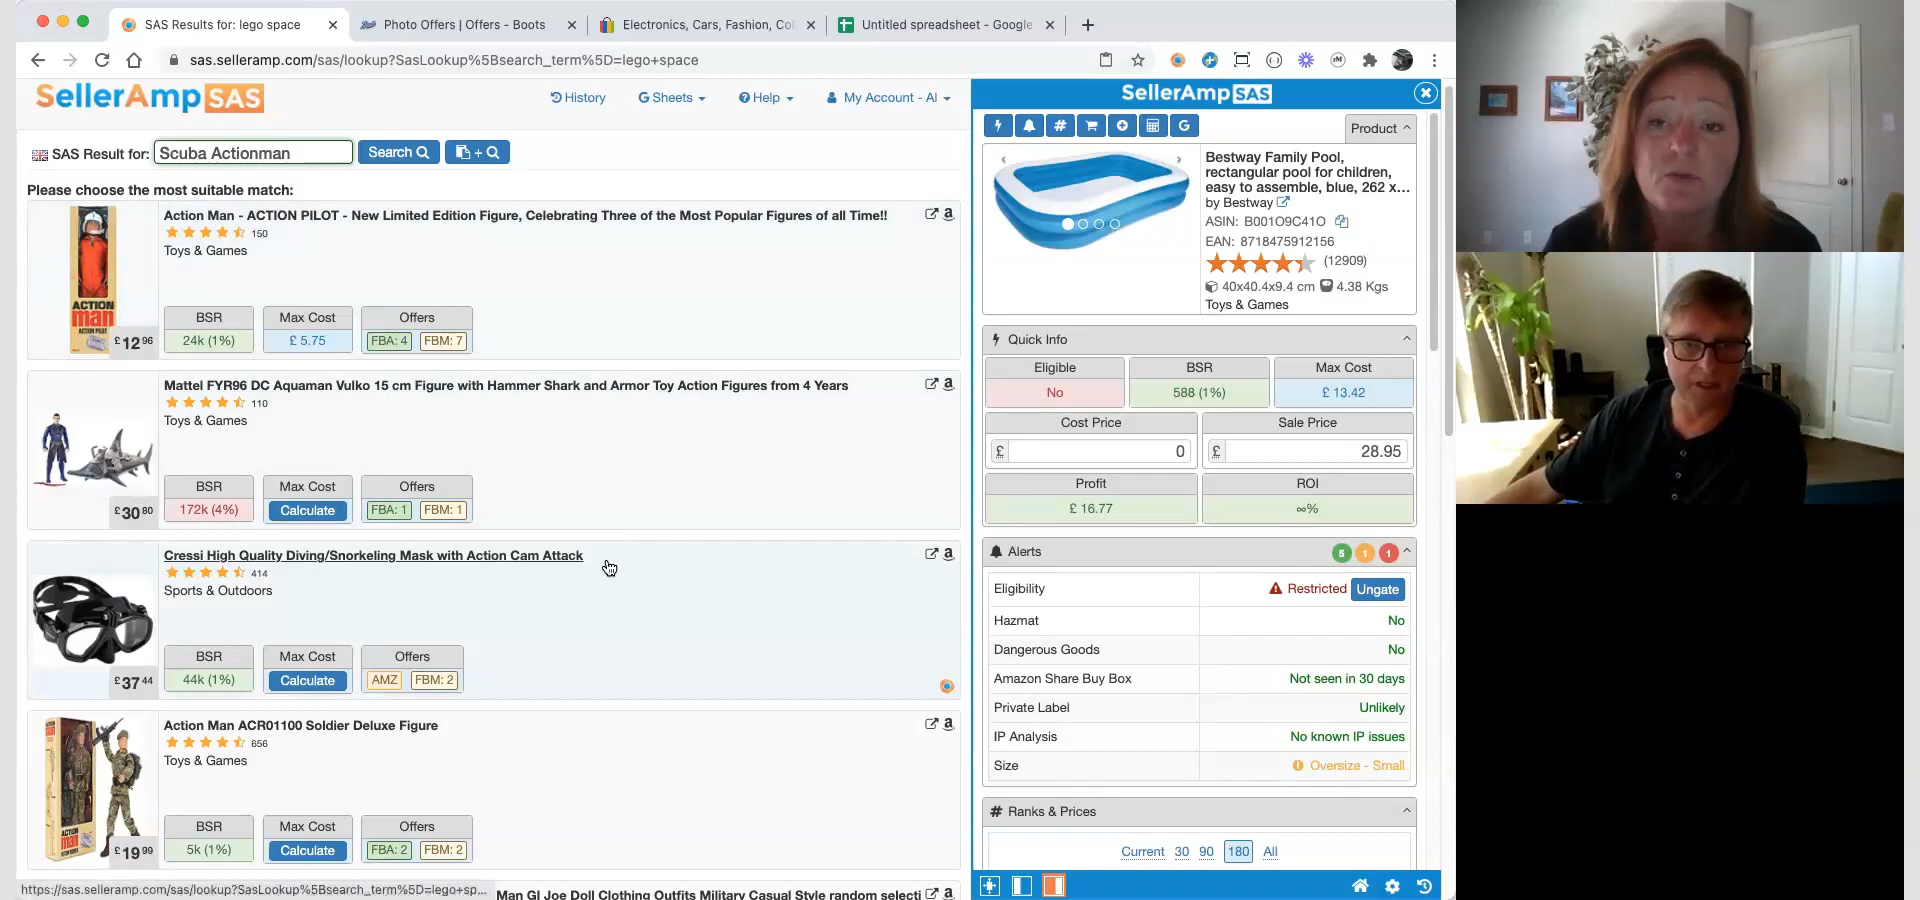 SAS Results for: lego space
Photo Offers | Offers - Boots
Electronics, Cars, Fashion, Col
Untitled spreadsheet - Google
sas.selleramp.com/sas/lookup?SasLookup%5Bsearch_term%5D=lego+space
SellerAmp SAS
History
G Sheets
Help
My Account - Al
SAS Result for:
Scuba Actionman
Search
+
Please choose the most suitable match:
Action Man - ACTION PILOT - New Limited Edition Figure, Celebrating Three of the Most Popular Figures of all Time!!
150
Toys & Games
ACTION
man
ACTION PILOT
£12 96
BSR
Max Cost
Offers
24k (1%)
£ 5.75
FBA: 4
FBM: 7
Mattel FYR96 DC Aquaman Vulko 15 cm Figure with Hammer Shark and Armor Toy Action Figures from 4 Years
110
Toys & Games
£30 80
BSR
Max Cost
Offers
172k (4%)
Calculate
FBA: 1
FBM: 1
Cressi High Quality Diving/Snorkeling Mask with Action Cam Attack
414
Sports & Outdoors
£37 44
BSR
Max Cost
Offers
44k (1%)
Calculate
AMZ
FBM: 2
Action Man ACR01100 Soldier Deluxe Figure
656
Toys & Games
ACTION
man
£19 99
BSR
Max Cost
Offers
5k (1%)
Calculate
FBA: 2
FBM: 2
https://sas.selleramp.com/sas/lookup?SasLookup%5Bsearch_term%5D=lego+sp...
Man GI Joe Doll Clothing Outfits Military Casual Style random selecti
SellerAmp SAS
Product
Bestway Family Pool,
rectangular pool for children,
easy to assemble, blue, 262 x...
by Bestway
ASIN: B001O9C41O
EAN: 8718475912156
(12909)
40x40.4x9.4 cm
4.38 Kgs
Toys & Games
Quick Info
Eligible
BSR
Max Cost
No
588 (1%)
£ 13.42
Cost Price
Sale Price
£ 0
£ 28.95
Profit
ROI
£ 16.77
∞%
Alerts
5
1
1
Eligibility
Restricted
Ungate
Hazmat
No
Dangerous Goods
No
Amazon Share Buy Box
Not seen in 30 days
Private Label
Unlikely
IP Analysis
No known IP issues
Size
Oversize - Small
# Ranks & Prices
Current 30 90 180 All